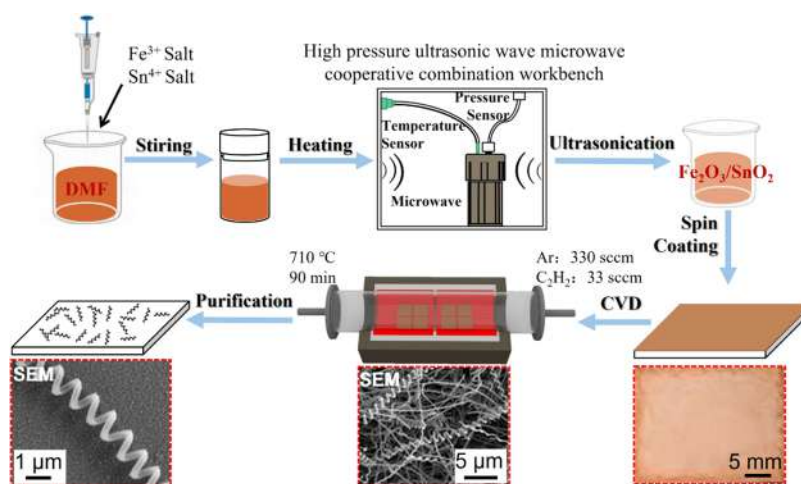 Fe³⁺ Salt
Sn⁴⁺ Salt
High pressure ultrasonic wave microwave
cooperative combination workbench
Stiring
DMF
Heating
Pressure
Sensor
Temperature
Sensor
Microwave
Ultrasonication
Fe₂O₃/SnO₂
Spin
Coating
710 ℃
90 min
Ar：330 sccm
C₂H₂：33 sccm
Purification
CVD
SEM
1 μm
SEM
5 μm
5 mm